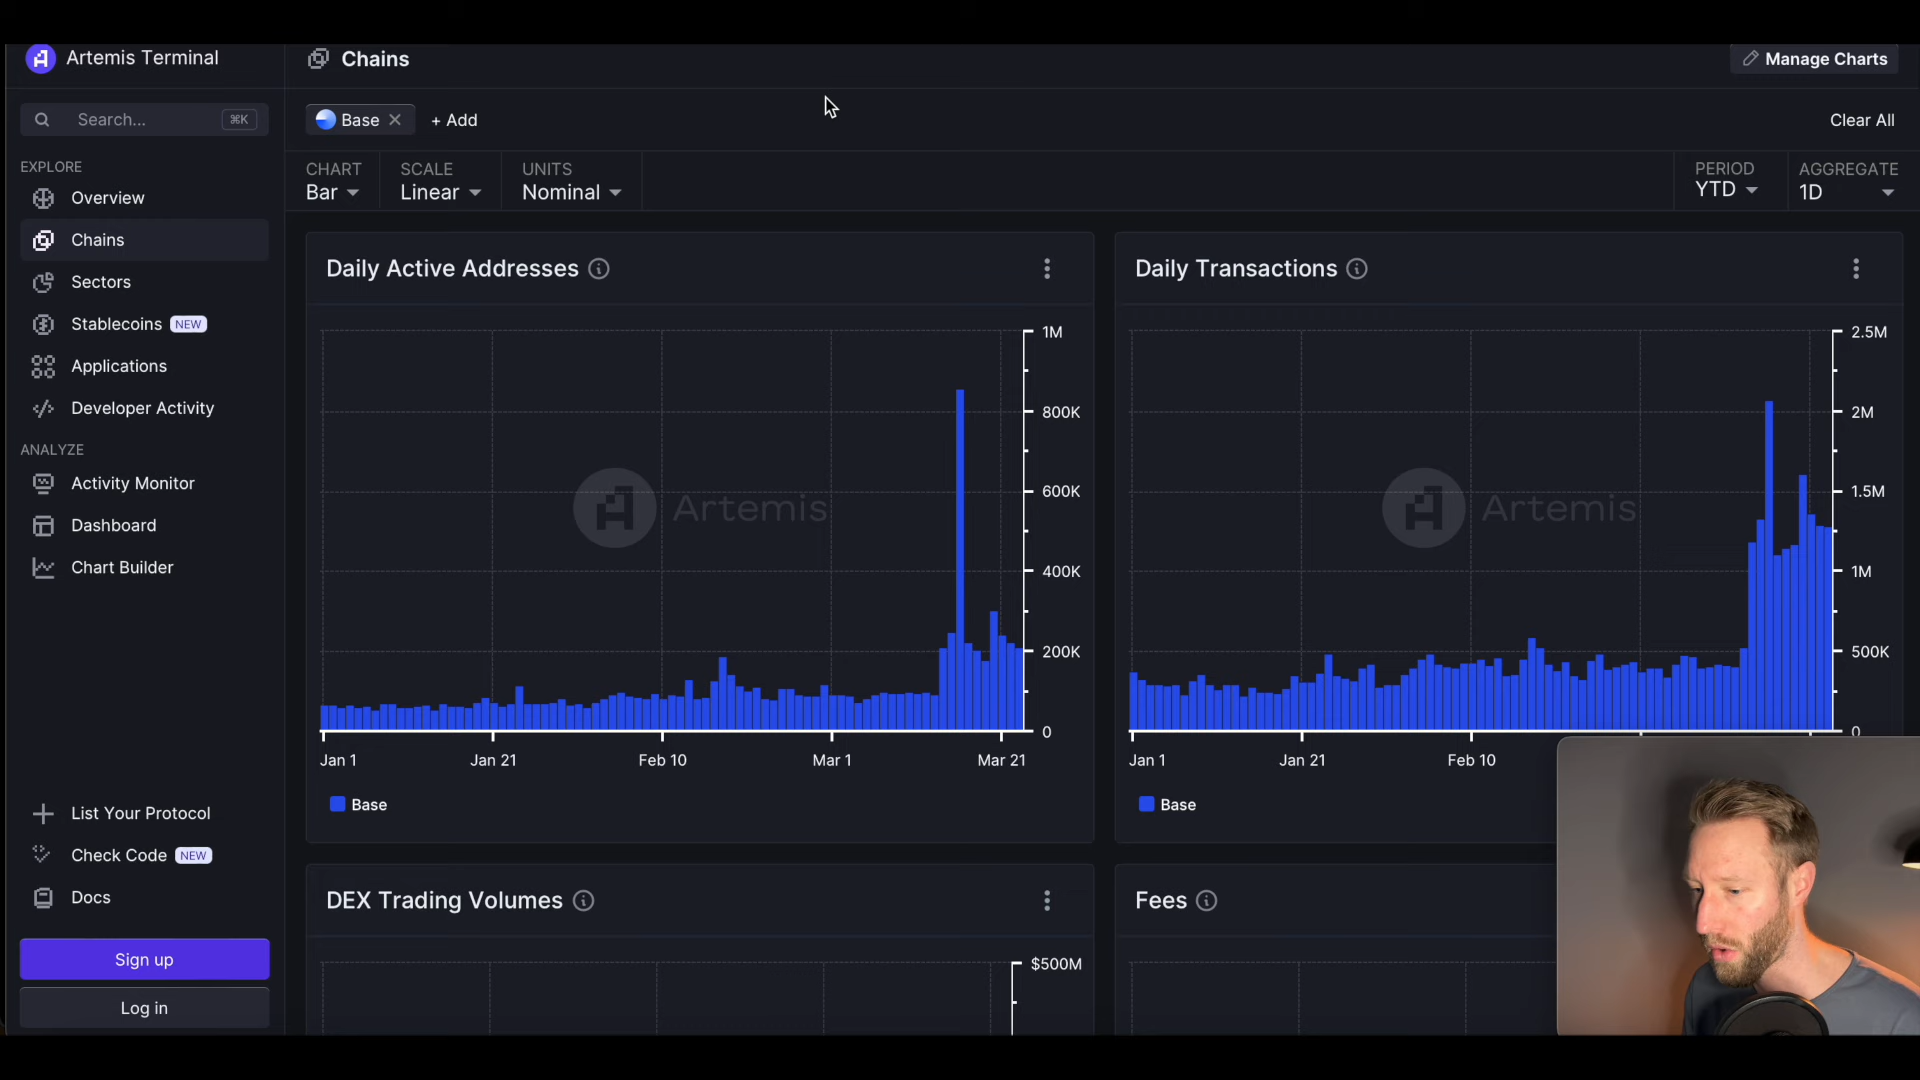 Artemis Terminal
Chains
Manage Charts
Search...
⌘K
Base
+ Add
Clear All
EXPLORE
Overview
Chains
Sectors
Stablecoins NEW
Applications
Developer Activity
ANALYZE
Activity Monitor
Dashboard
Chart Builder
List Your Protocol
Check Code NEW
Docs
Sign up
Log in
CHART
Bar
SCALE
Linear
UNITS
Nominal
PERIOD
YTD
AGGREGATE
1D
Daily Active Addresses
1M
800K
600K
400K
200K
0
Artemis
Jan 1
Jan 21
Feb 10
Mar 1
Mar 21
Base
Daily Transactions
2.5M
2M
1.5M
1M
500K
0
Artemis
Jan 1
Jan 21
Feb 10
Base
DEX Trading Volumes
$500M
Fees